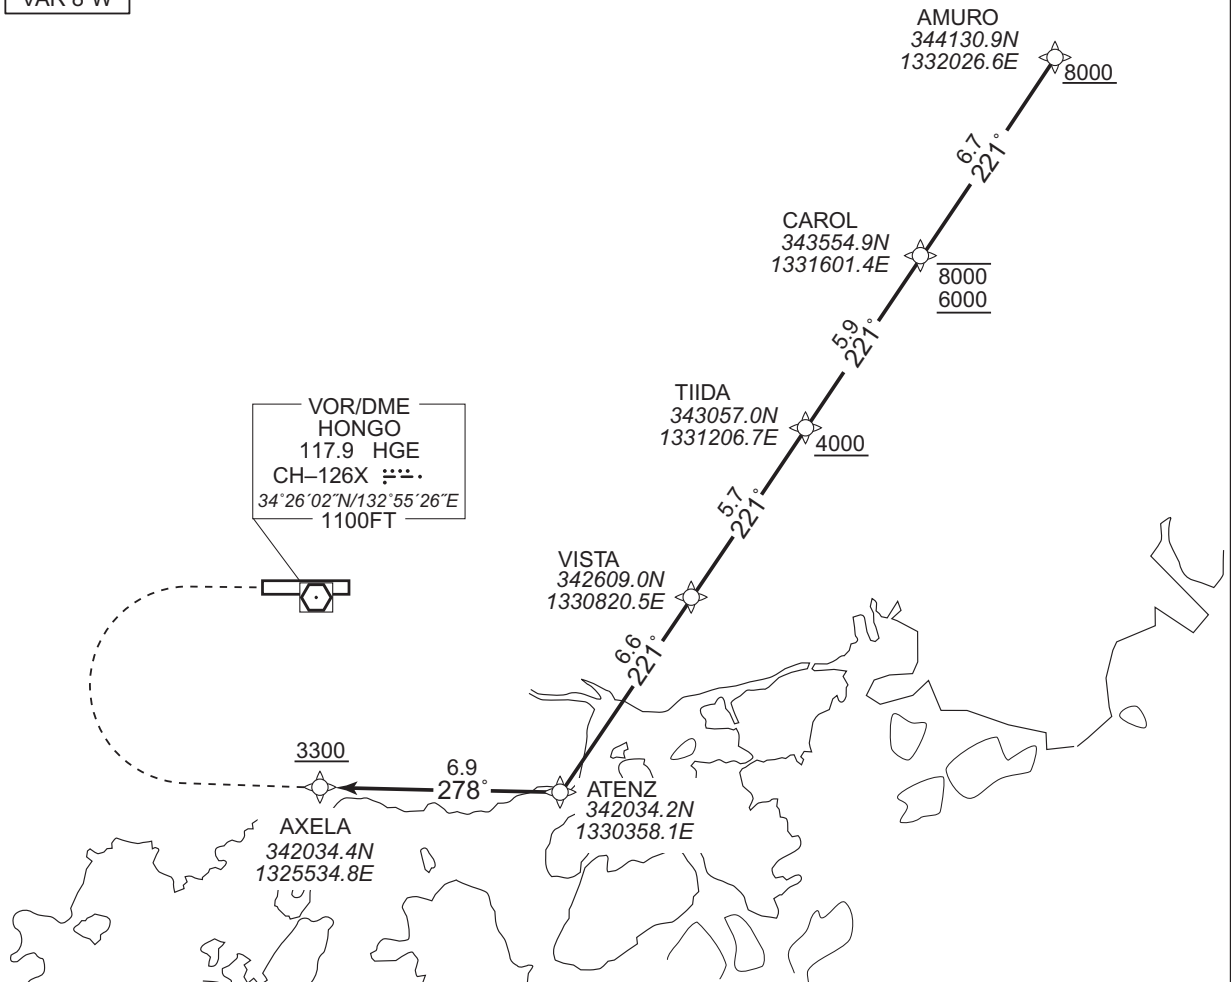 VAR 8°W
AMURO
344130.9N
1332026.6E
8000
6.7
221°
CAROL
343554.9N
1331601.4E
8000
6000
5.9
221°
TIIDA
343057.0N
1331206.7E
4000
5.7
221°
VOR/DME
HONGO
117.9 HGE
CH–126X
34°26′02″N/132°55′26″E
1100FT
VISTA
342609.0N
1330820.5E
6.6
221°
3300
6.9
278°
ATENZ
342034.2N
1330358.1E
AXELA
342034.4N
1325534.8E